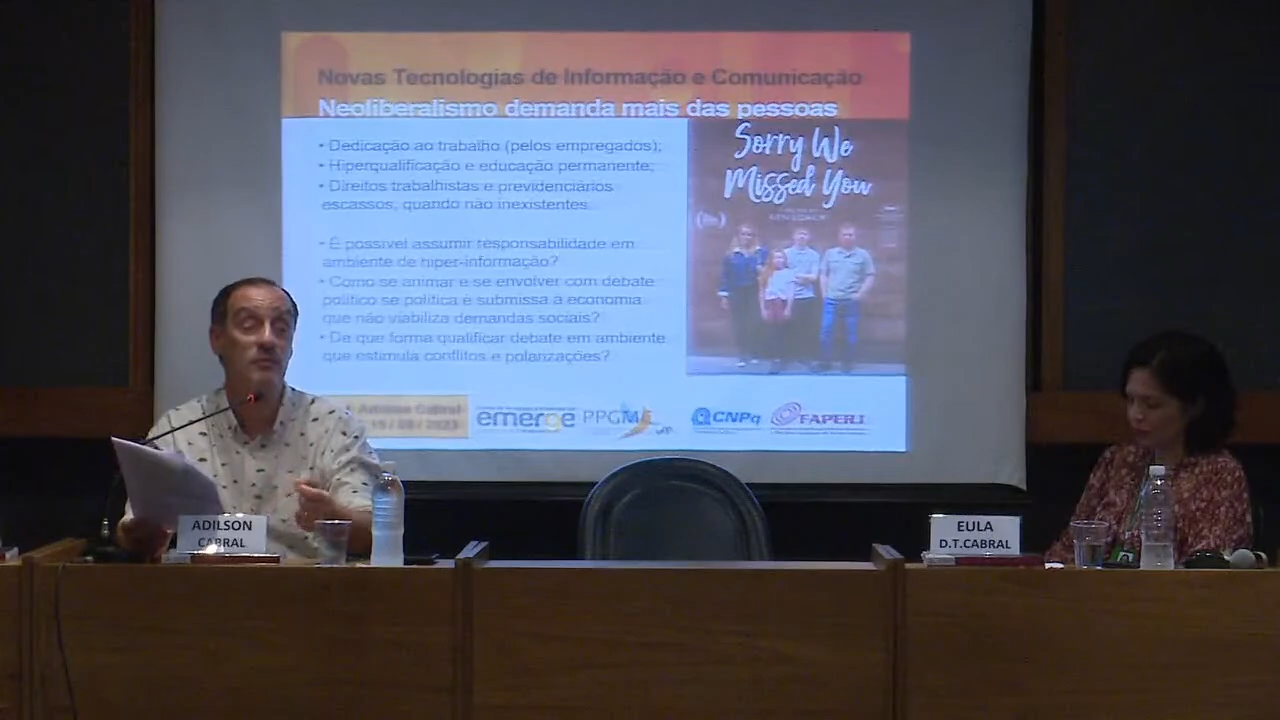 Novas Tecnologias de Informação e Comunicação
Neoliberalismo demanda mais das pessoas
• Dedicação ao trabalho (pelos empregados);
• Hiperqualificação e educação permanente;
• Direitos trabalhistas e previdenciários
escassos, quando não inexistentes.
• É possível assumir responsabilidade em
ambiente de hiper-informação?
• Como se animar e se envolver com debate
político se política é submissa à economia
que não viabiliza demandas sociais?
• De que forma qualificar debate em ambiente
que estimula conflitos e polarizações?
Sorry We
Missed You
Adilson Cabral
emerge
PPGM
CNPq
FAPERJ
ADILSON
CABRAL
EULA
D.T.CABRAL